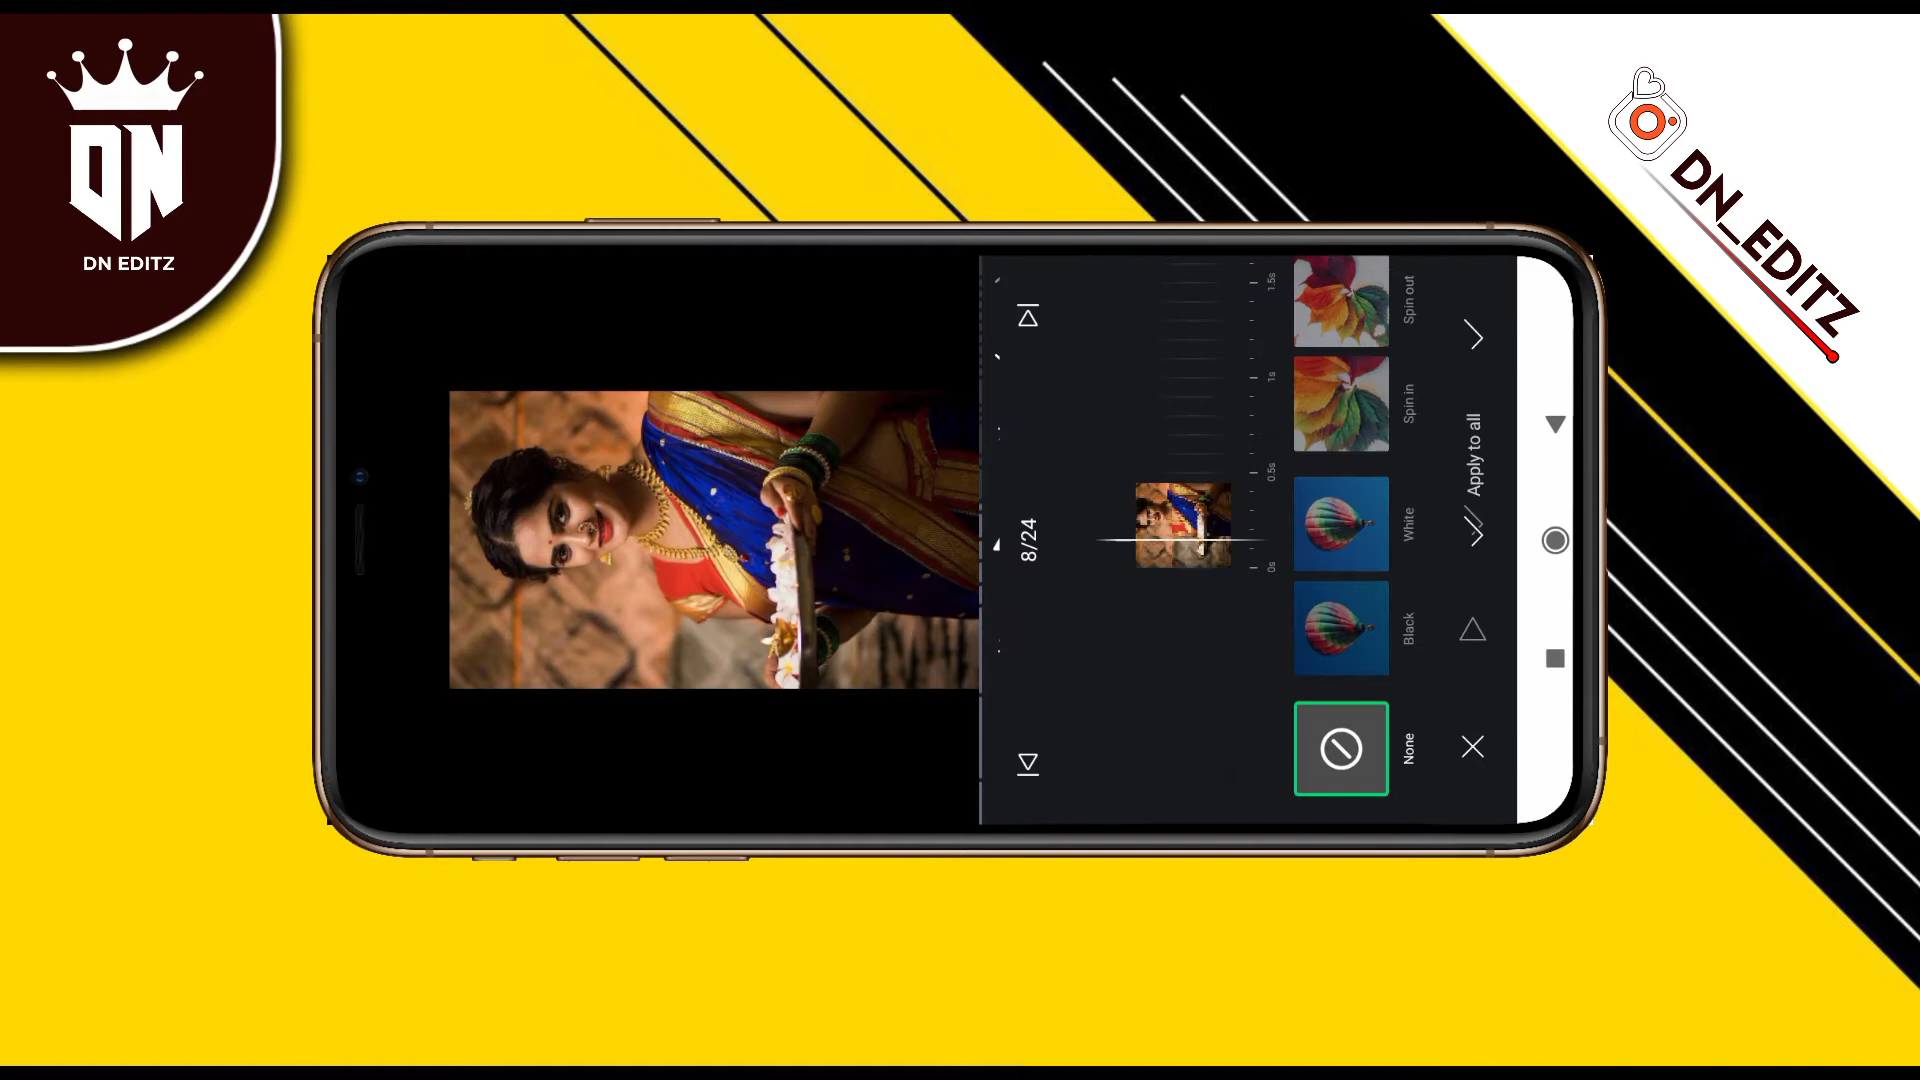 DN
DN EDITZ
DN_EDITZ
8/24
0s
0.5s
1s
1.5s
None
Black
White
Spin in
Spin out
Apply to all